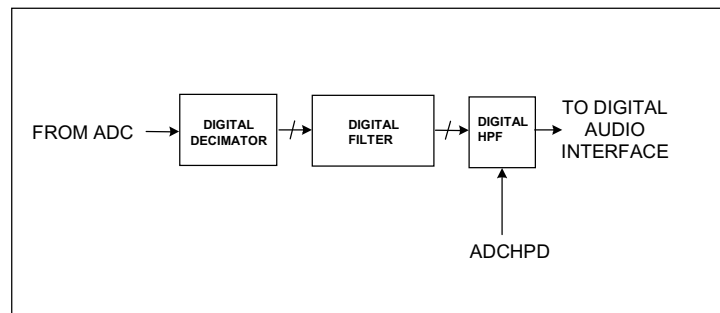 FROM ADC
DIGITAL
DECIMATOR
DIGITAL
FILTER
DIGITAL
HPF
TO DIGITAL
AUDIO
INTERFACE
ADCHPD